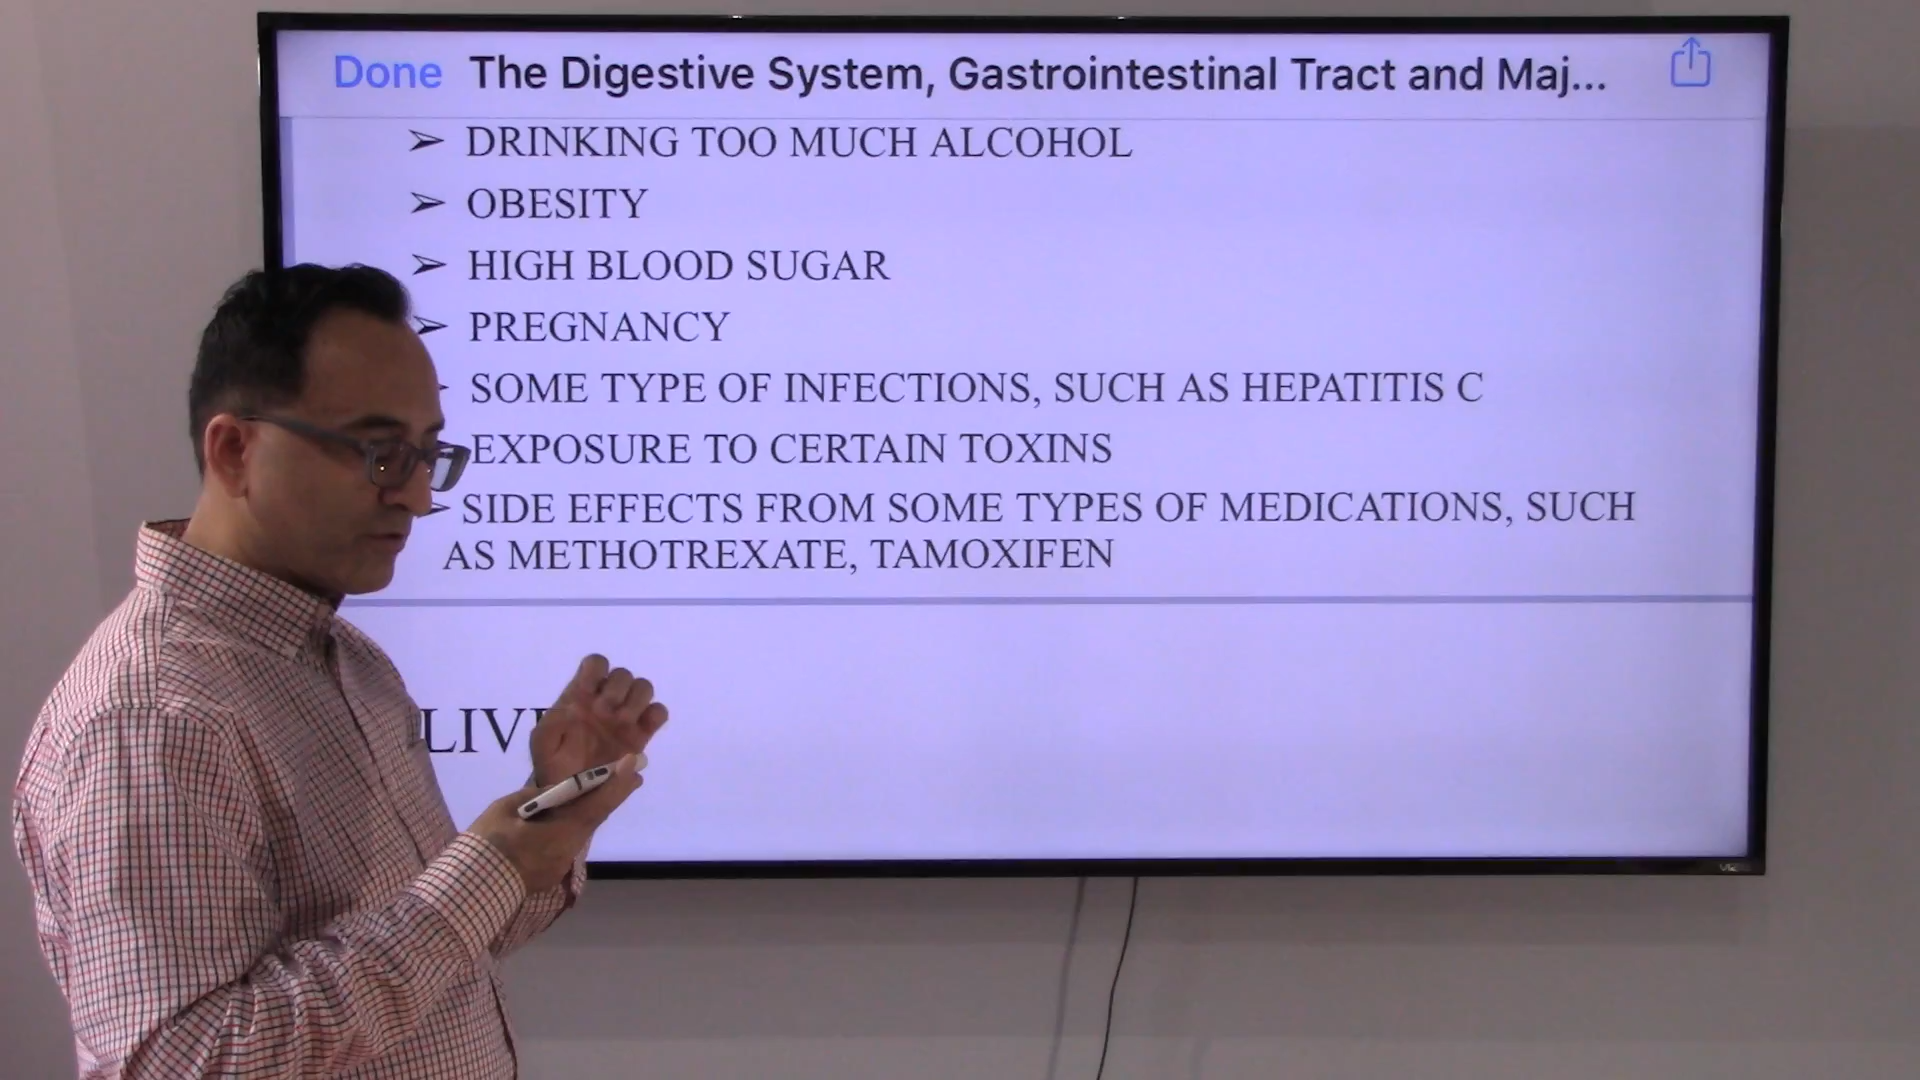 Done The Digestive System, Gastrointestinal Tract and Maj...
➢ DRINKING TOO MUCH ALCOHOL
➢ OBESITY
➢ HIGH BLOOD SUGAR
➢ PREGNANCY
SOME TYPE OF INFECTIONS, SUCH AS HEPATITIS C
EXPOSURE TO CERTAIN TOXINS
➢ SIDE EFFECTS FROM SOME TYPES OF MEDICATIONS, SUCH
AS METHOTREXATE, TAMOXIFEN